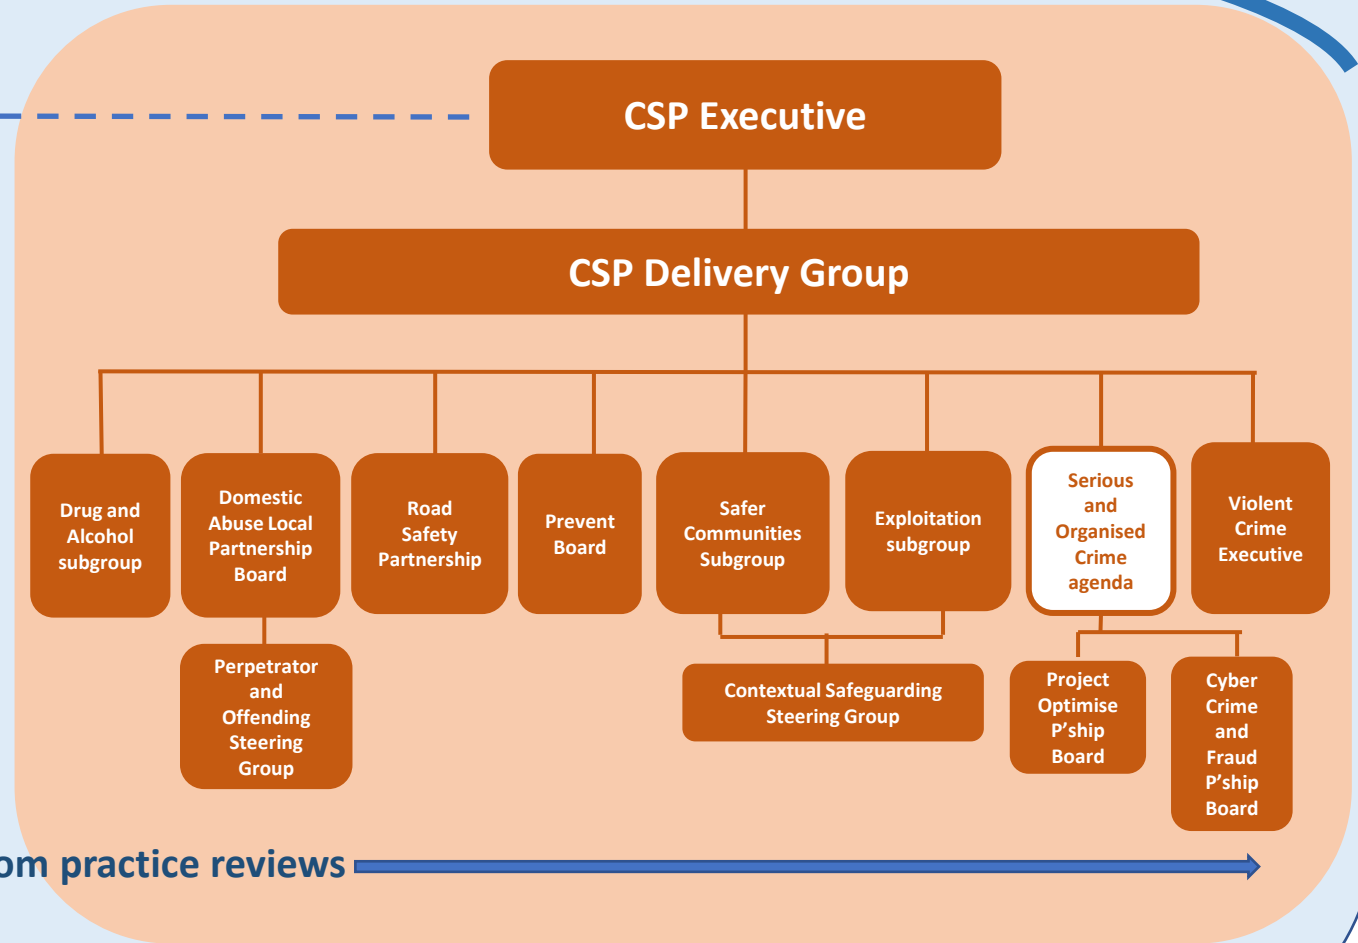 CSP Executive
CSP Delivery Group
Drug and
Alcohol
subgroup
Domestic
Abuse Local
Partnership
Board
Road
Safety
Partnership
Prevent
Board
Safer
Communities
Subgroup
Exploitation
subgroup
Serious
and
Organised
Crime
agenda
Violent
Crime
Executive
Perpetrator
and
Offending
Steering
Group
Contextual Safeguarding
Steering Group
Project
Optimise
P’ship
Board
Cyber
Crime
and
Fraud
P’ship
Board
om practice reviews